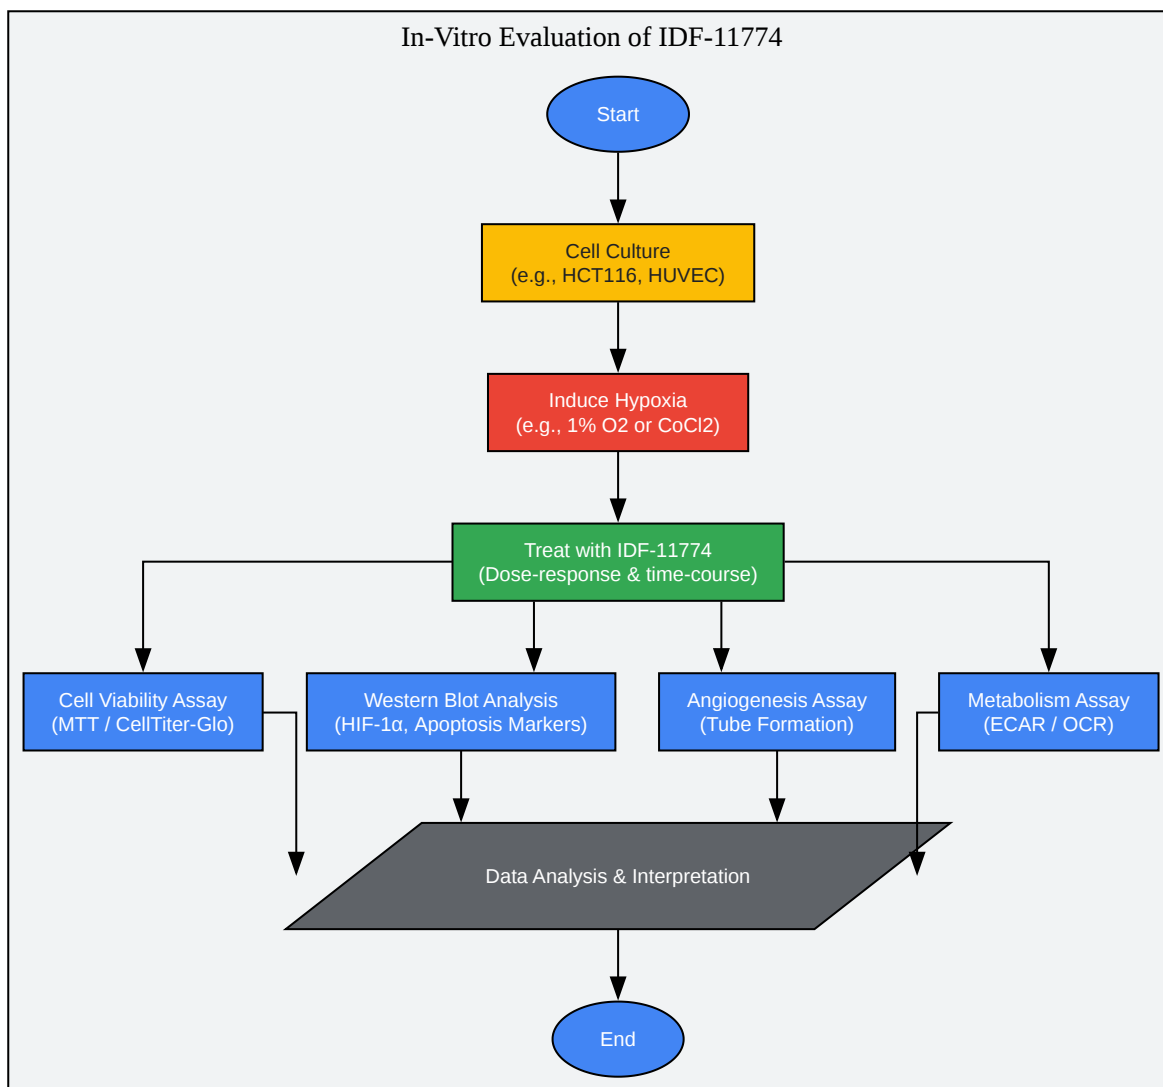 In-Vitro Evaluation of IDF-11774
Start
Cell Culture
(e.g., HCT116, HUVEC)
Induce Hypoxia
(e.g., 1% O2 or CoCl2)
Treat with IDF-11774
(Dose-response & time-course)
Cell Viability Assay
(MTT / CellTiter-Glo)
Western Blot Analysis
(HIF-1α, Apoptosis Markers)
Angiogenesis Assay
(Tube Formation)
Metabolism Assay
(ECAR / OCR)
Data Analysis & Interpretation
End